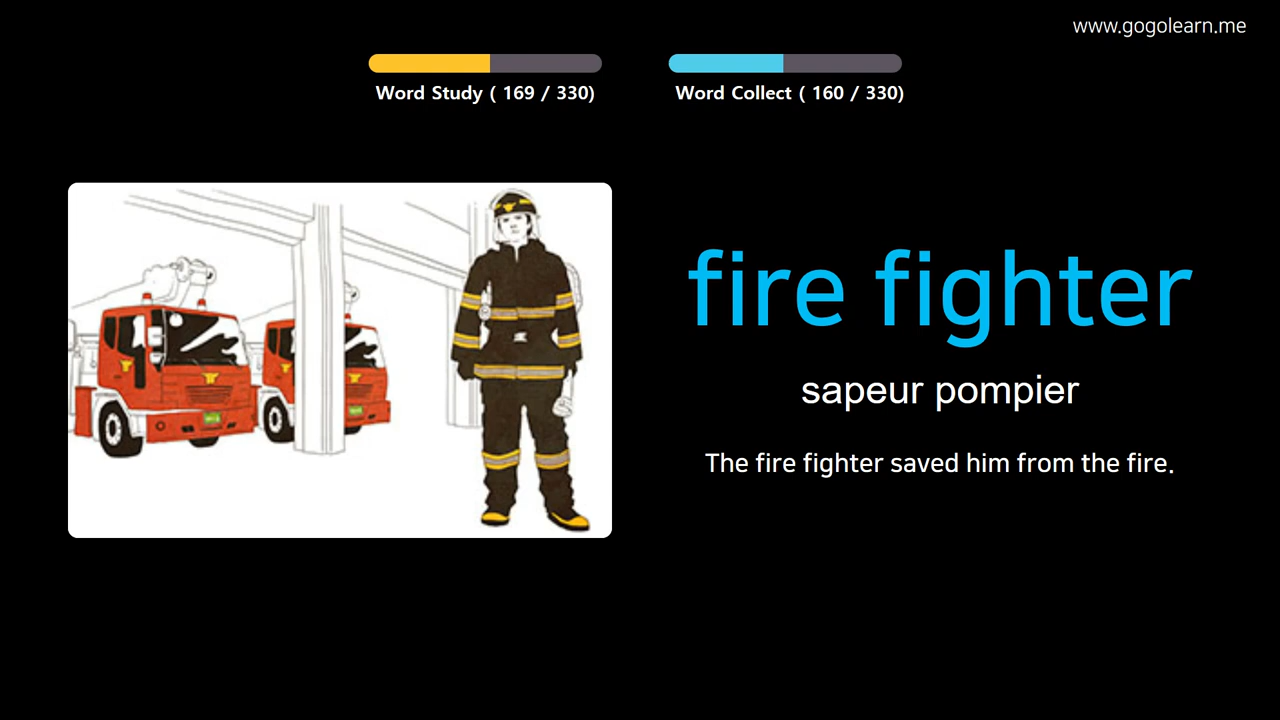 www.gogolearn.me
Word Study ( 169 / 330)
Word Collect ( 160 / 330)
fire fighter
sapeur pompier
The fire fighter saved him from the fire.